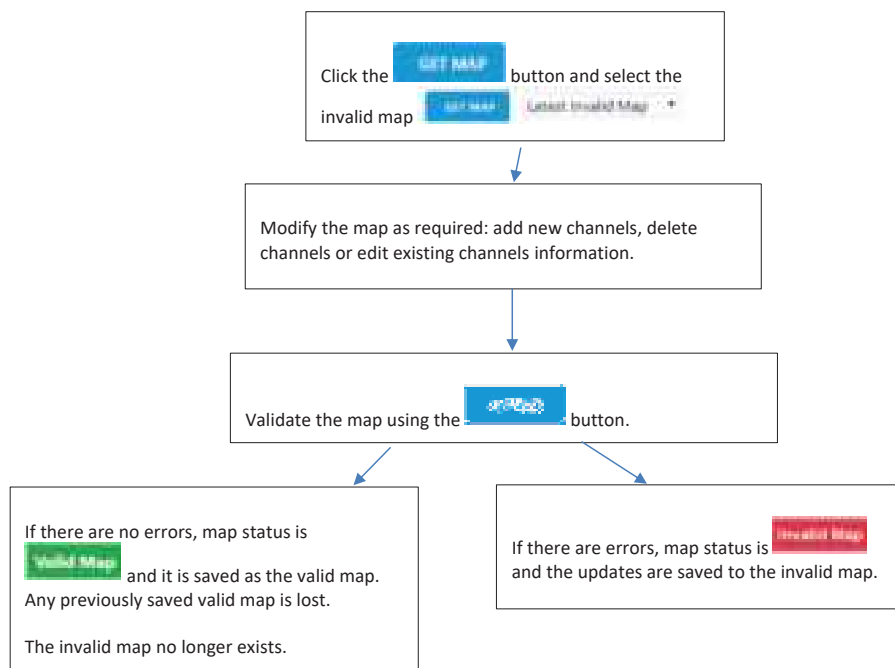 GET MAP
Click the button and select the
invalid map GET MAP Latest Invalid Map
Modify the map as required: add new channels, delete
channels or edit existing channels information.
Validate the map using the button.
If there are no errors, map status is
Valid Map and it is saved as the valid map.
Any previously saved valid map is lost.
The invalid map no longer exists.
If there are errors, map status is Invalid Map
and the updates are saved to the invalid map.